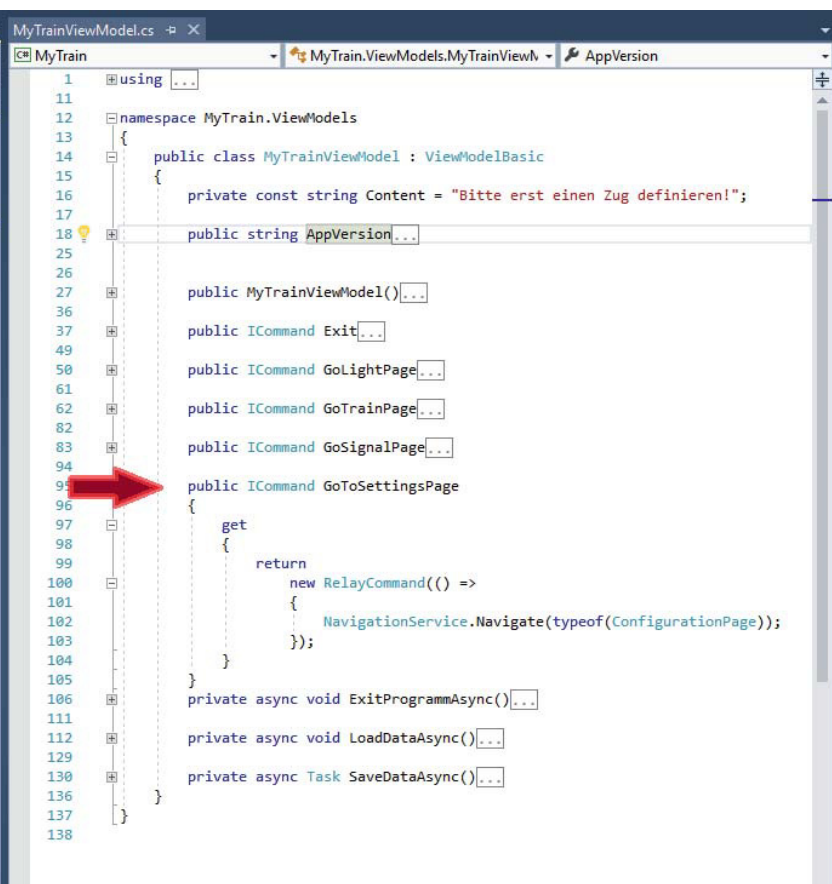 MyTrainViewModel.cs
C# MyTrain MyTrain.ViewModels.MyTrainViewM AppVersion
1 using ...
11
12 namespace MyTrain.ViewModels
13 {
14 public class MyTrainViewModel : ViewModelBasic
15 {
16 private const string Content = "Bitte erst einen Zug definieren!";
17
18 public string AppVersion...
25
26
27 public MyTrainViewModel()...
36
37 public ICommand Exit...
49
50 public ICommand GoLightPage...
61
62 public ICommand GoTrainPage...
82
83 public ICommand GoSignalPage...
94
95 public ICommand GoToSettingsPage
96 {
97 get
98 {
99 return
100 new RelayCommand(() =>
101 {
102 NavigationService.Navigate(typeof(ConfigurationPage));
103 });
104 }
105 }
106 private async void ExitProgrammAsync()...
111
112 private async void LoadDataAsync()...
129
130 private async Task SaveDataAsync()...
136 }
137 }
138